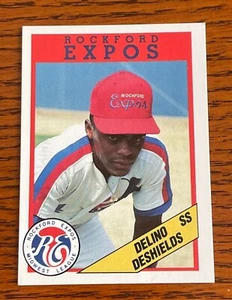 ROCKFORD
EXPOS
ROCKFORD
EXPOS
DELINO SS
DESHIELDS
ROCKFORD EXPOS
MIDWEST LEAGUE